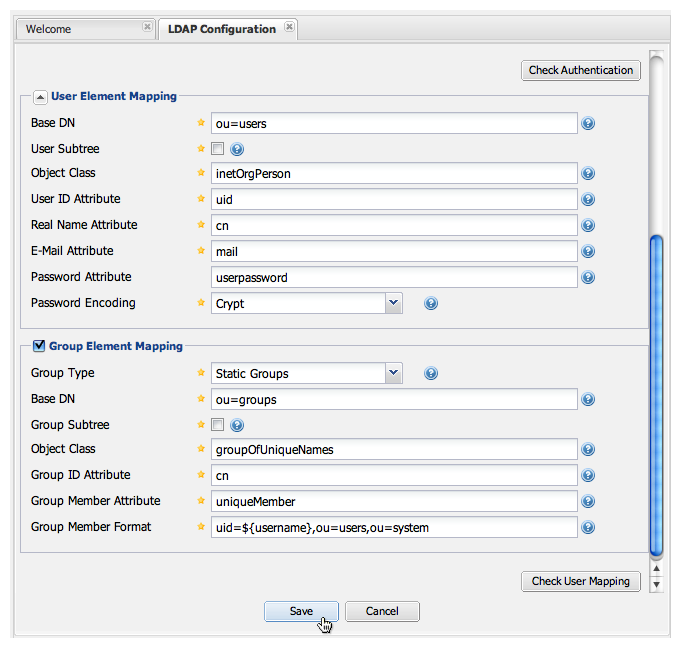 Welcome LDAP Configuration
Check Authentication
User Element Mapping
Base DN ou=users
User Subtree
Object Class inetOrgPerson
User ID Attribute uid
Real Name Attribute cn
E-Mail Attribute mail
Password Attribute userpassword
Password Encoding Crypt
Group Element Mapping
Group Type Static Groups
Base DN ou=groups
Group Subtree
Object Class groupOfUniqueNames
Group ID Attribute cn
Group Member Attribute uniqueMember
Group Member Format uid=${username},ou=users,ou=system
Check User Mapping
Save Cancel